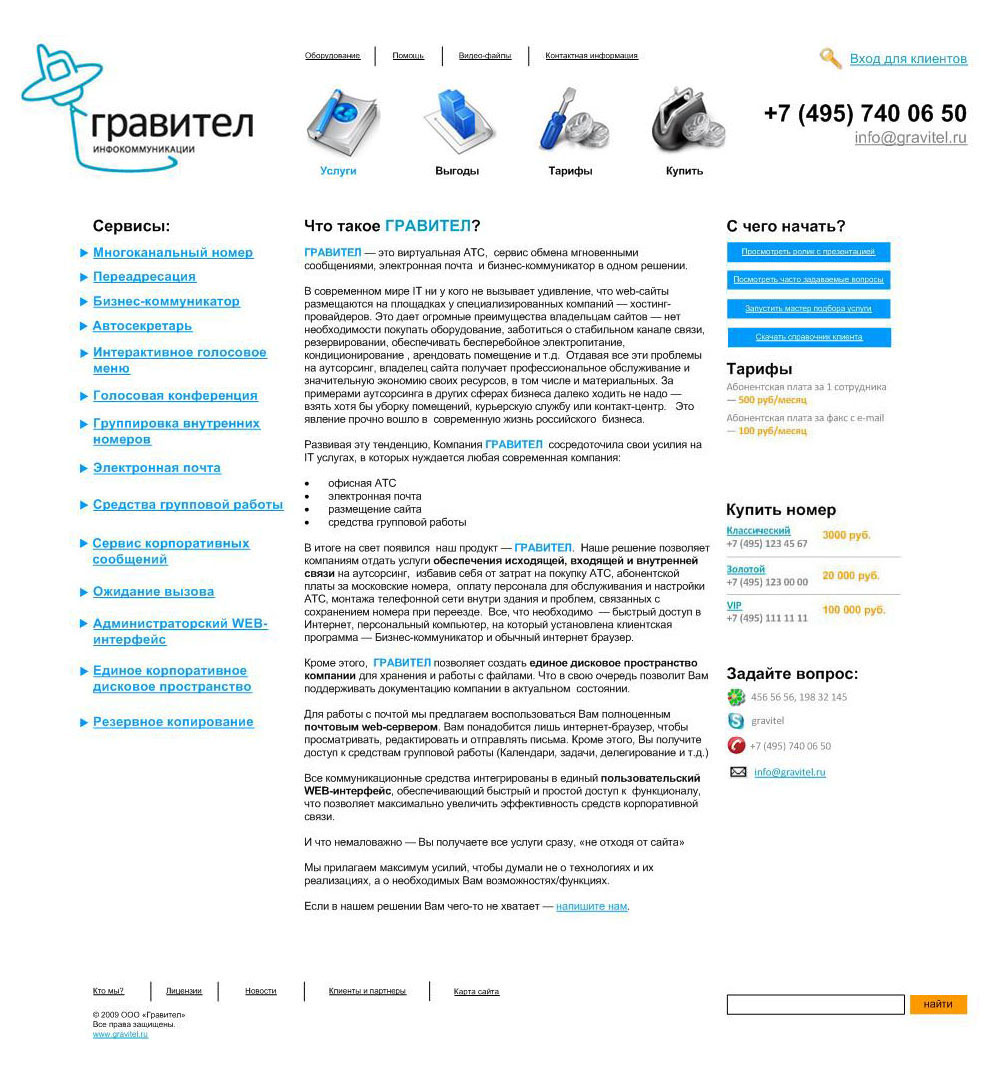 гравител
ИНФОКОММУНИКАЦИИ
Оборудование
Помощь
Видео-файлы
Контактная информация
Вход для клиентов
+7 (495) 740 06 50
info@gravitel.ru
Услуги
Выгоды
Тарифы
Купить
Сервисы:
Многоканальный номер
Переадресация
Бизнес-коммуникатор
Автосекретарь
Интерактивное голосовое
меню
Голосовая конференция
Группировка внутренних
номеров
Электронная почта
Средства групповой работы
Сервис корпоративных
сообщений
Ожидание вызова
Администраторский WEB-
интерфейс
Единое корпоративное
дисковое пространство
Резервное копирование
Что такое ГРАВИТЕЛ?
ГРАВИТЕЛ — это виртуальная АТС, сервис обмена мгновенными
сообщениями, электронная почта и бизнес-коммуникатор в одном решении.
В современном мире IT ни у кого не вызывает удивление, что web-сайты
размещаются на площадках у специализированных компаний — хостинг-
провайдеров. Это дает огромные преимущества владельцам сайтов — нет
необходимости покупать оборудование, заботиться о стабильном канале связи,
резервировании, обеспечивать бесперебойное электропитание,
кондиционирование , арендовать помещение и т.д. Отдавая все эти проблемы
на аутсорсинг, владелец сайта получает профессиональное обслуживание и
значительную экономию своих ресурсов, в том числе и материальных. За
примерами аутсорсинга в других сферах бизнеса далеко ходить не надо —
взять хотя бы уборку помещений, курьерскую службу или контакт-центр. Это
явление прочно вошло в современную жизнь российского бизнеса.
Развивая эту тенденцию, Компания ГРАВИТЕЛ сосредоточила свои усилия на
IT услугах, в которых нуждается любая современная компания:
• офисная АТС
• электронная почта
• размещение сайта
• средства групповой работы
В итоге на свет появился наш продукт — ГРАВИТЕЛ. Наше решение позволяет
компаниям отдать услуги обеспечения исходящей, входящей и внутренней
связи на аутсорсинг, избавив себя от затрат на покупку АТС, абонентской
платы за московские номера, оплату персонала для обслуживания и настройки
АТС, монтажа телефонной сети внутри здания и проблем, связанных с
сохранением номера при переезде. Все, что необходимо — быстрый доступ в
Интернет, персональный компьютер, на который установлена клиентская
программа — Бизнес-коммуникатор и обычный интернет браузер.
Кроме этого, ГРАВИТЕЛ позволяет создать единое дисковое пространство
компании для хранения и работы с файлами. Что в свою очередь позволит Вам
поддерживать документацию компании в актуальном состоянии.
Для работы с почтой мы предлагаем воспользоваться Вам полноценным
почтовым web-сервером. Вам понадобится лишь интернет-браузер, чтобы
просматривать, редактировать и отправлять письма. Кроме этого, Вы получите
доступ к средствам групповой работы (Календари, задачи, делегирование и т.д.)
Все коммуникационные средства интегрированы в единый пользовательский
WEB-интерфейс, обеспечивающий быстрый и простой доступ к функционалу,
что позволяет максимально увеличить эффективность средств корпоративной
связи.
И что немаловажно — Вы получаете все услуги сразу, «не отходя от сайта»
Мы прилагаем максимум усилий, чтобы думали не о технологиях и их
реализациях, а о необходимых Вам возможностях/функциях.
Если в нашем решении Вам чего-то не хватает — напишите нам.
С чего начать?
Просмотреть ролик с презентацией
Посмотреть часто задаваемые вопросы
Запустить мастер подбора услуги
Скачать справочник клиента
Тарифы
Абонентская плата за 1 сотрудника
— 500 руб/месяц
Абонентская плата за факс с e-mail
— 100 руб/месяц
Купить номер
Классический 3000 руб.
+7 (495) 123 45 67
Золотой 20 000 руб.
+7 (495) 123 00 00
VIP 100 000 руб.
+7 (495) 111 11 11
Задайте вопрос:
456 56 56, 198 32 145
gravitel
+7 (495) 740 06 50
info@gravitel.ru
Кто мы?
Лицензии
Новости
Клиенты и партнеры
Карта сайта
© 2009 ООО «Гравител»
Все права защищены.
www.gravitel.ru
найти